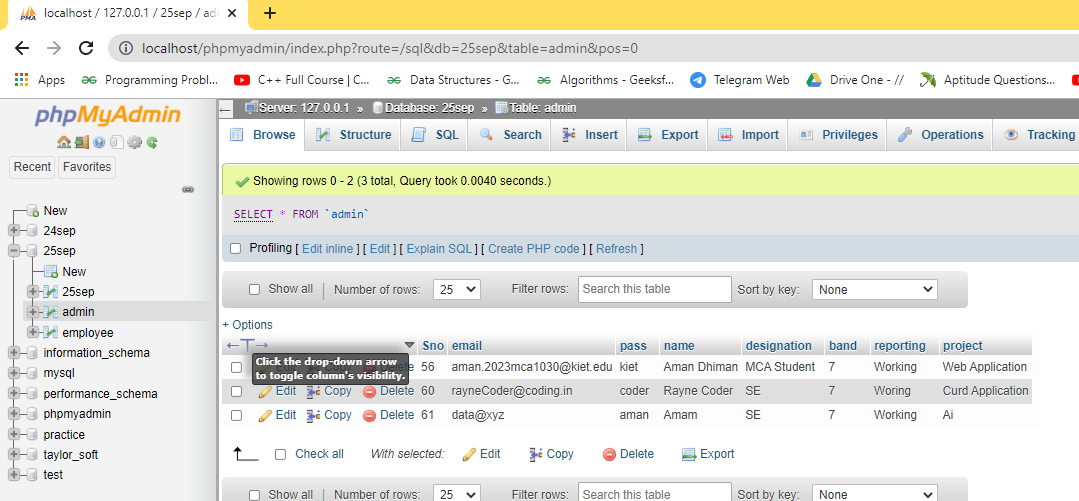 localhost / 127.0.0.1 / 25sep / adm
localhost/phpmyadmin/index.php?route=/sql&db=25sep&table=admin&pos=0
Apps Programming Probl... C++ Full Course | C... Data Structures - G... Algorithms - Geeksf... Telegram Web Drive One - // Aptitude Questions...
phpMyAdmin
Recent Favorites
New
24sep
25sep
New
25sep
admin
employee
information_schema
mysql
performance_schema
phpmyadmin
practice
taylor_soft
test
Server: 127.0.0.1 » Database: 25sep » Table: admin
Browse Structure SQL Search Insert Export Import Privileges Operations Tracking
Showing rows 0 - 2 (3 total, Query took 0.0040 seconds.)
SELECT * FROM `admin`
Profiling [ Edit inline ] [ Edit ] [ Explain SQL ] [ Create PHP code ] [ Refresh ]
Show all Number of rows: 25 Filter rows: Search this table Sort by key: None
+ Options
←T→ Sno email pass name designation band reporting project
Click the drop-down arrow
to toggle column's visibility.
Edit Copy Delete 56 aman.2023mca1030@kiet.edu kiet Aman Dhiman MCA Student 7 Working Web Application
Edit Copy Delete 60 rayneCoder@coding.in coder Rayne Coder SE 7 Woring Curd Application
Edit Copy Delete 61 data@xyz aman Amam SE 7 Working Ai
Check all With selected: Edit Copy Delete Export
Show all Number of rows: 25 Filter rows: Search this table Sort by key: None